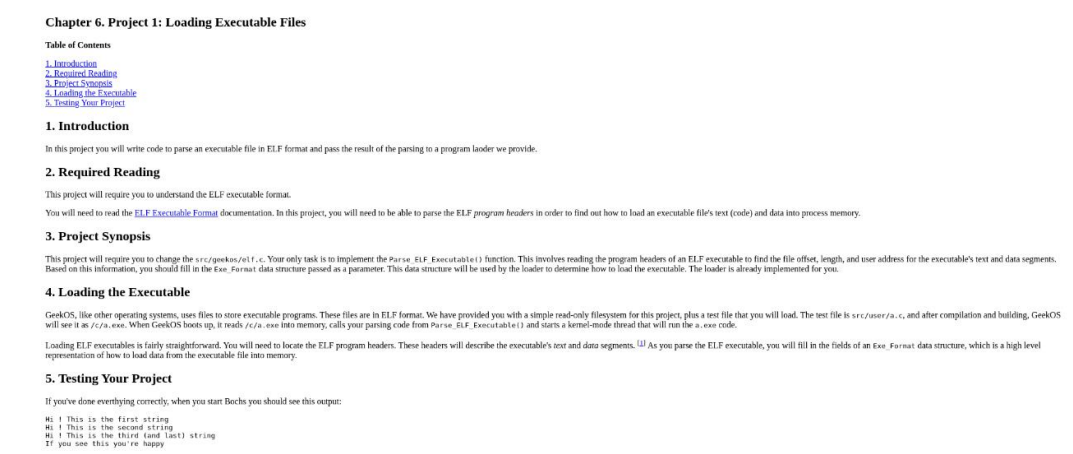 Chapter 6. Project 1: Loading Executable Files
Table of Contents
1. Introduction
2. Required Reading
3. Project Synopsis
4. Loading the Executable
5. Testing Your Project
1. Introduction
In this project you will write code to parse an executable file in ELF format and pass the result of the parsing to a program laoder we provide.
2. Required Reading
This project will require you to understand the ELF executable format.
You will need to read the ELF Executable Format documentation. In this project, you will need to be able to parse the ELF program headers in order to find out how to load an executable file's text (code) and data into process memory.
3. Project Synopsis
This project will require you to change the src/geekos/elf.c. Your only task is to implement the Parse_ELF_Executable() function. This involves reading the program headers of an ELF executable to find the file offset, length, and user address for the executable's text and data segments.
Based on this information, you should fill in the Exe_Format data structure passed as a parameter. This data structure will be used by the loader to determine how to load the executable. The loader is already implemented for you.
4. Loading the Executable
GeekOS, like other operating systems, uses files to store executable programs. These files are in ELF format. We have provided you with a simple read-only filesystem for this project, plus a test file that you will load. The test file is src/user/a.c, and after compilation and building, GeekOS
will see it as /c/a.exe. When GeekOS boots up, it reads /c/a.exe into memory, calls your parsing code from Parse_ELF_Executable() and starts a kernel-mode thread that will run the a.exe code.
Loading ELF executables is fairly straightforward. You will need to locate the ELF program headers. These headers will describe the executable's text and data segments. [1] As you parse the ELF executable, you will fill in the fields of an Exe_Format data structure, which is a high level
representation of how to load data from the executable file into memory.
5. Testing Your Project
If you've done everthying correctly, when you start Bochs you should see this output:
Hi ! This is the first string
Hi ! This is the second string
Hi ! This is the third (and last) string
If you see this you're happy